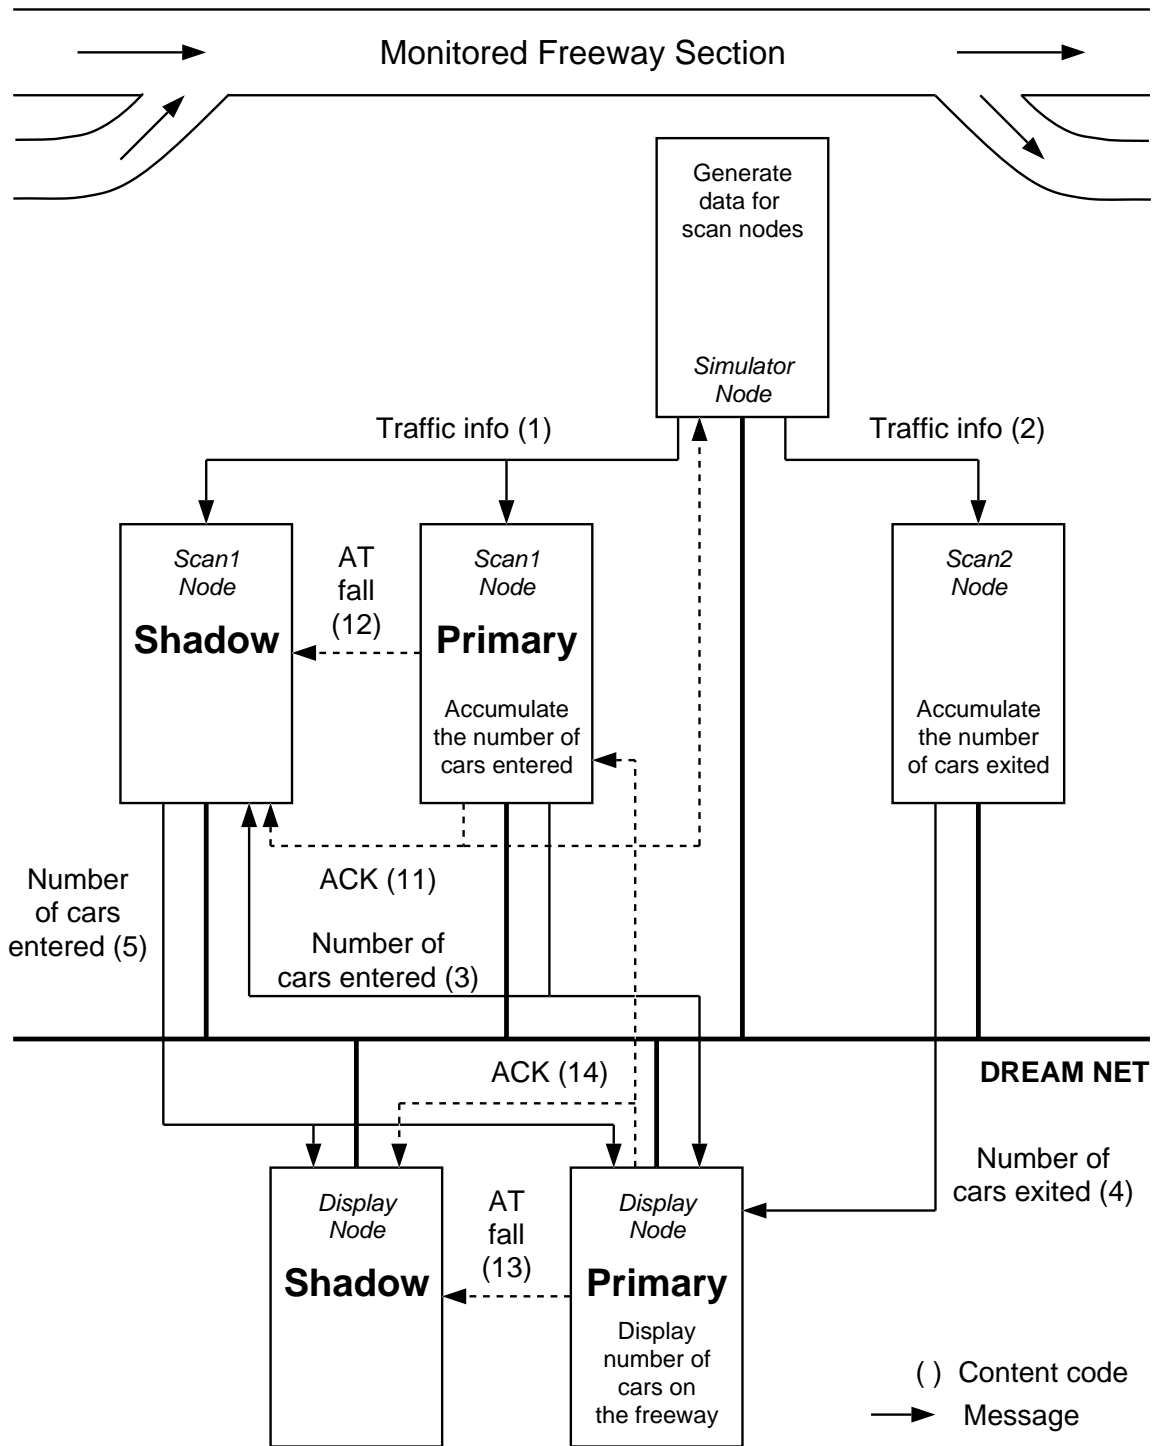 Monitored Freeway Section
Generate
data for
scan nodes
Simulator
Node
Traffic info (1)
Traffic info (2)
Scan1
Node
Shadow
AT
fall
(12)
Scan1
Node
Primary
Accumulate
the number of
cars entered
Scan2
Node
Accumulate
the number
of cars exited
Number
of cars
entered (5)
ACK (11)
Number of
cars entered (3)
DREAM NET
ACK (14)
Number of
cars exited (4)
Display
Node
Shadow
AT
fall
(13)
Display
Node
Primary
Display
number of
cars on
the freeway
( ) Content code
Message